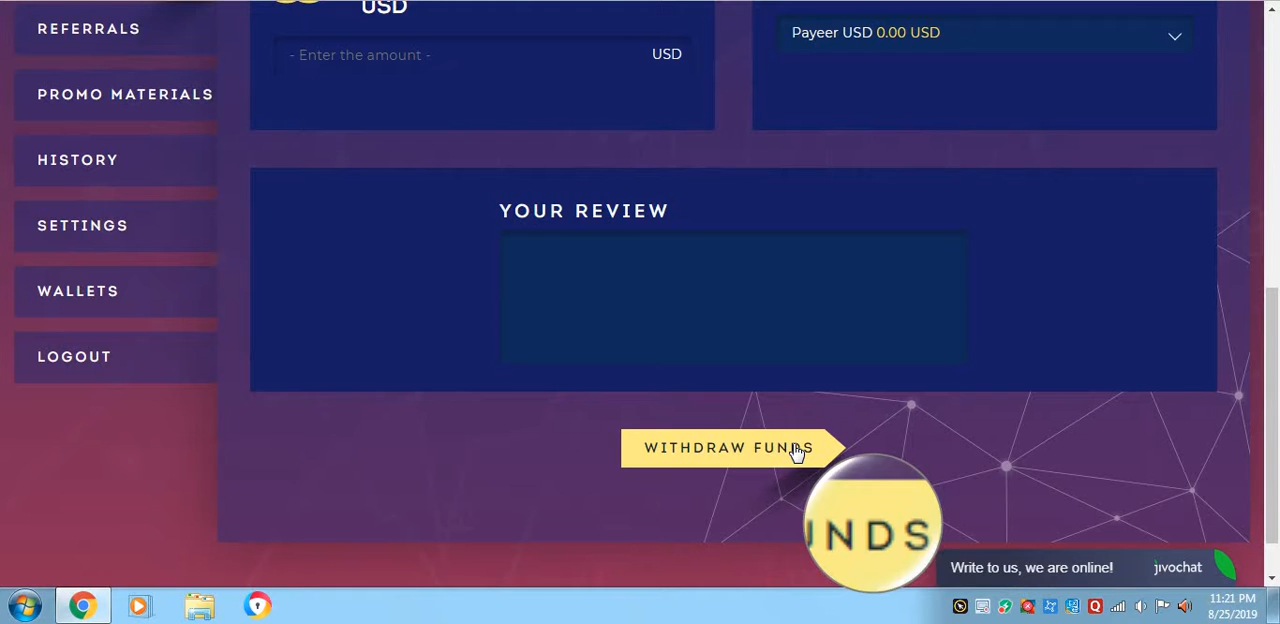 REFERRALS
PROMO MATERIALS
HISTORY
SETTINGS
WALLETS
LOGOUT
USD
- Enter the amount -
USD
Payeer USD 0.00 USD
YOUR REVIEW
WITHDRAW FUNDS
UNDS
Write to us, we are online!
jivochat
11:21 PM
8/25/2019